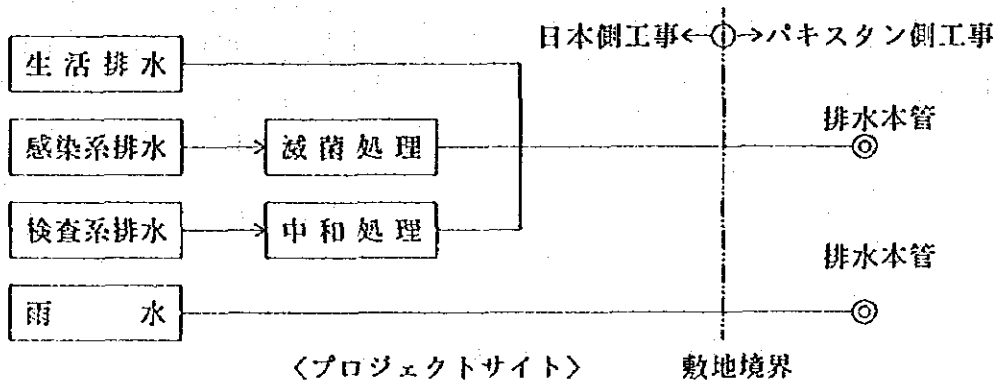 日本側工事←→パキスタン側工事
生活排水
排水本管
感染系排水 滅菌処理
検査系排水 中和処理
排水本管
雨水
〈プロジェクトサイト〉 敷地境界